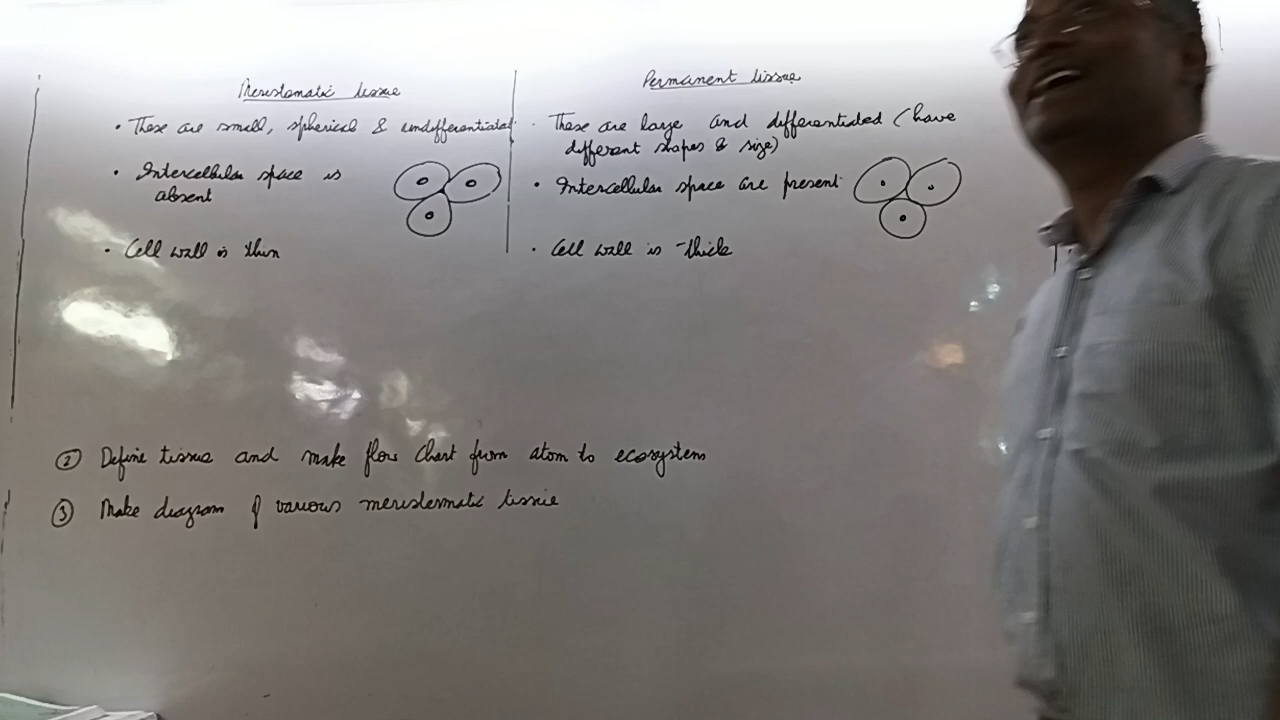 Meristematic tissue
• These are small, spherical & undifferentiated
• Intercellular space is
absent
• Cell wall is thin
Permanent tissue
• These are large and differentiated (have
different shapes & size)
• Intercellular space are present
• Cell wall is thick
② Define tissue and make flow chart from atom to ecosystem
③ Make diagram of various meristematic tissue